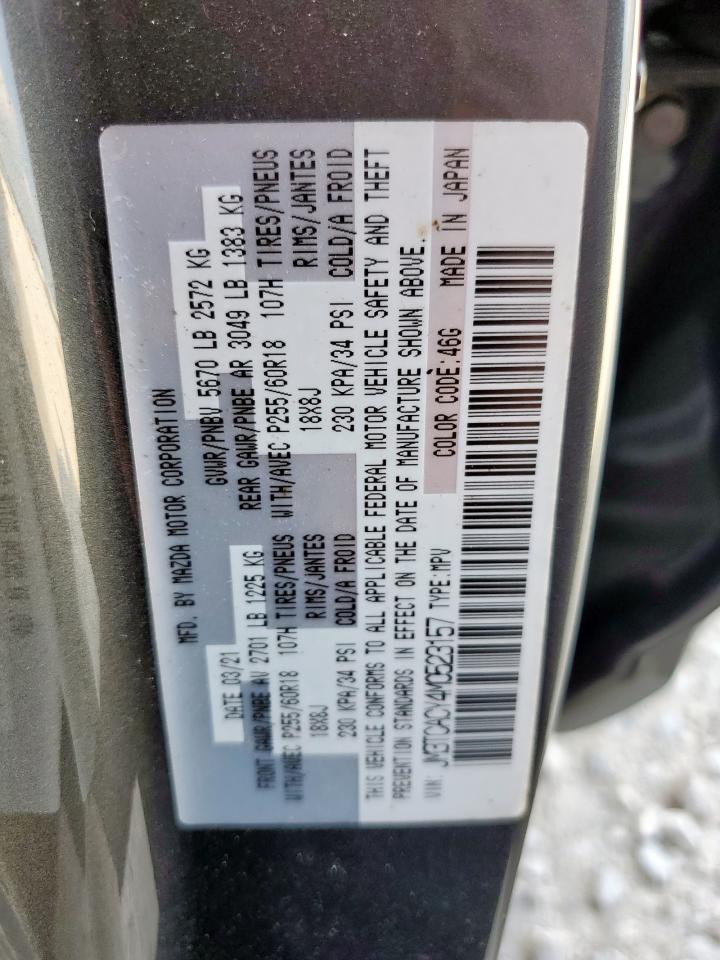 MFD. BY MAZDA MOTOR CORPORATION
DATE 03/21 GVWR/PNBV 5670 LB 2572 KG
FRONT GAWR/PNBE AV 2701 LB 1225 KG REAR GAWR/PNBE AR 3049 LB 1383 KG
WITH/AVEC P255/60R18 107H TIRES/PNEUS WITH/AVEC P255/60R18 107H TIRES/PNEUS
18X8J RIMS/JANTES 18X8J RIMS/JANTES
230 KPA/34 PSI COLD/A FROID 230 KPA/34 PSI COLD/A FROID
THIS VEHICLE CONFORMS TO ALL APPLICABLE FEDERAL MOTOR VEHICLE SAFETY AND THEFT
PREVENTION STANDARDS IN EFFECT ON THE DATE OF MANUFACTURE SHOWN ABOVE.
VIN: JM3TCACY4M0523157 TYPE:MPV COLOR CODE:46G MADE IN JAPAN